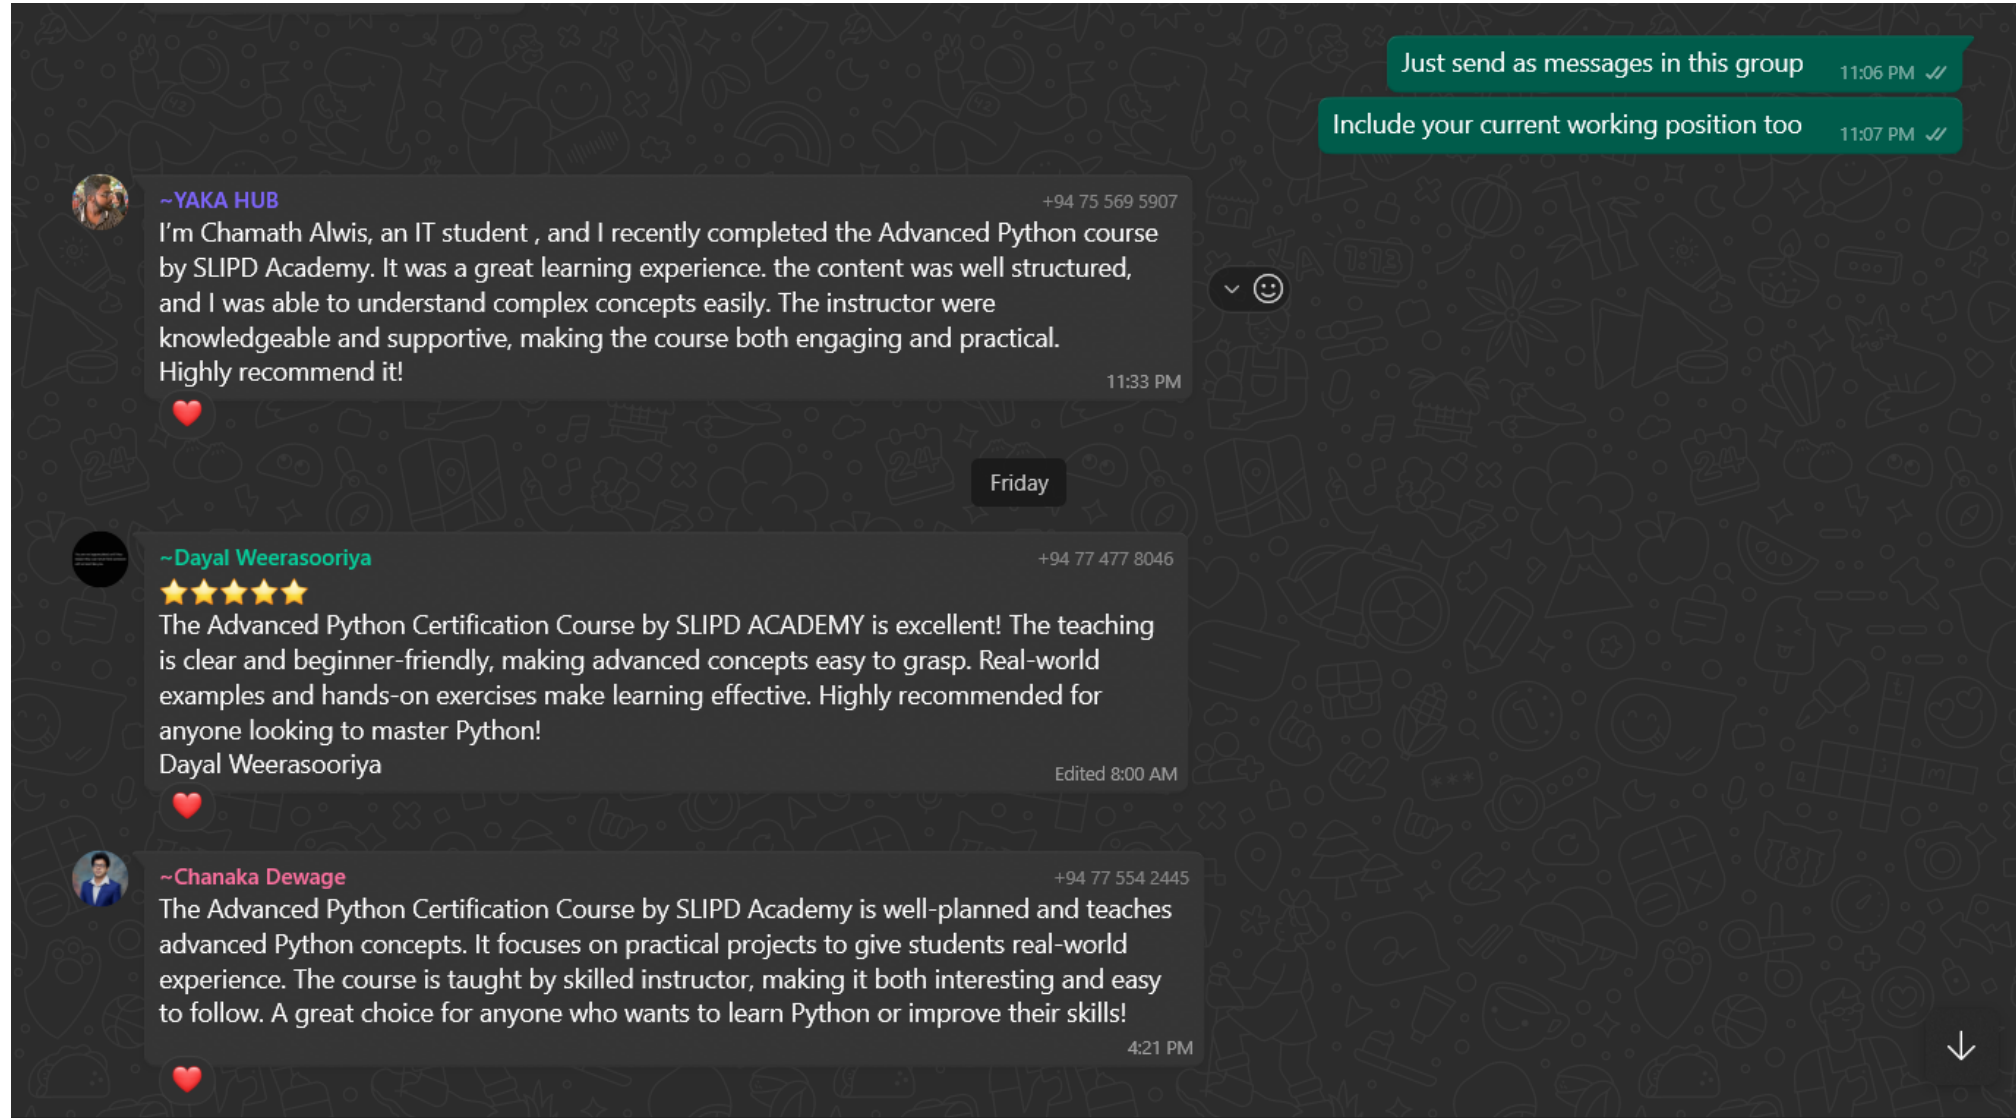 Just send as messages in this group
11:06 PM
Include your current working position too
11:07 PM
~YAKA HUB
+94 75 569 5907
I'm Chamath Alwis, an IT student , and I recently completed the Advanced Python course
by SLIPD Academy. It was a great learning experience. the content was well structured,
and I was able to understand complex concepts easily. The instructor were
knowledgeable and supportive, making the course both engaging and practical.
Highly recommend it!
11:33 PM
Friday
~Dayal Weerasooriya
+94 77 477 8046
The Advanced Python Certification Course by SLIPD ACADEMY is excellent! The teaching
is clear and beginner-friendly, making advanced concepts easy to grasp. Real-world
examples and hands-on exercises make learning effective. Highly recommended for
anyone looking to master Python!
Dayal Weerasooriya
Edited 8:00 AM
~Chanaka Dewage
+94 77 554 2445
The Advanced Python Certification Course by SLIPD Academy is well-planned and teaches
advanced Python concepts. It focuses on practical projects to give students real-world
experience. The course is taught by skilled instructor, making it both interesting and easy
to follow. A great choice for anyone who wants to learn Python or improve their skills!
4:21 PM